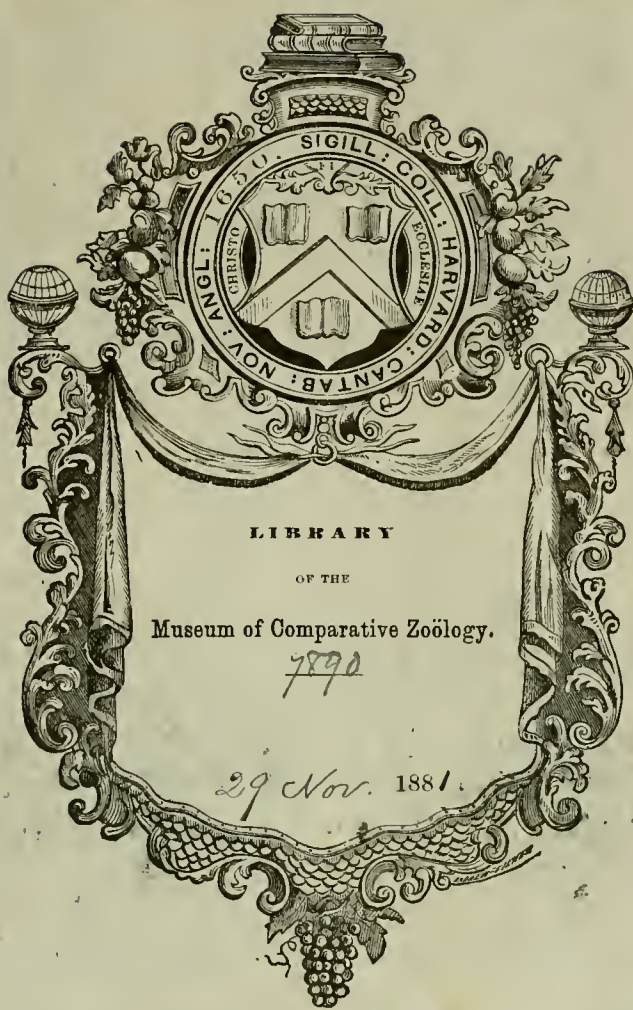 SIGILL: COLL: HARVARD: CANTAB: NOV: ANGL: 1650.
CHRISTO
ECCLESIAE
LIBRARY
OF THE
Museum of Comparative Zoölogy.
7890
29 Nov. 1881.